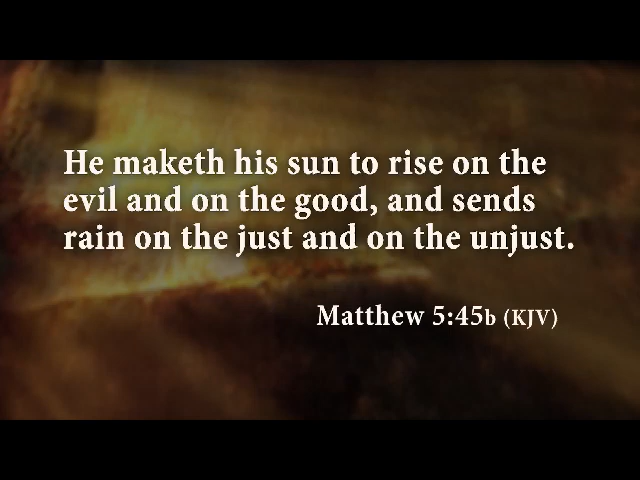 He maketh his sun to rise on the
evil and on the good, and sends
rain on the just and on the unjust.
Matthew 5:45b (KJV)